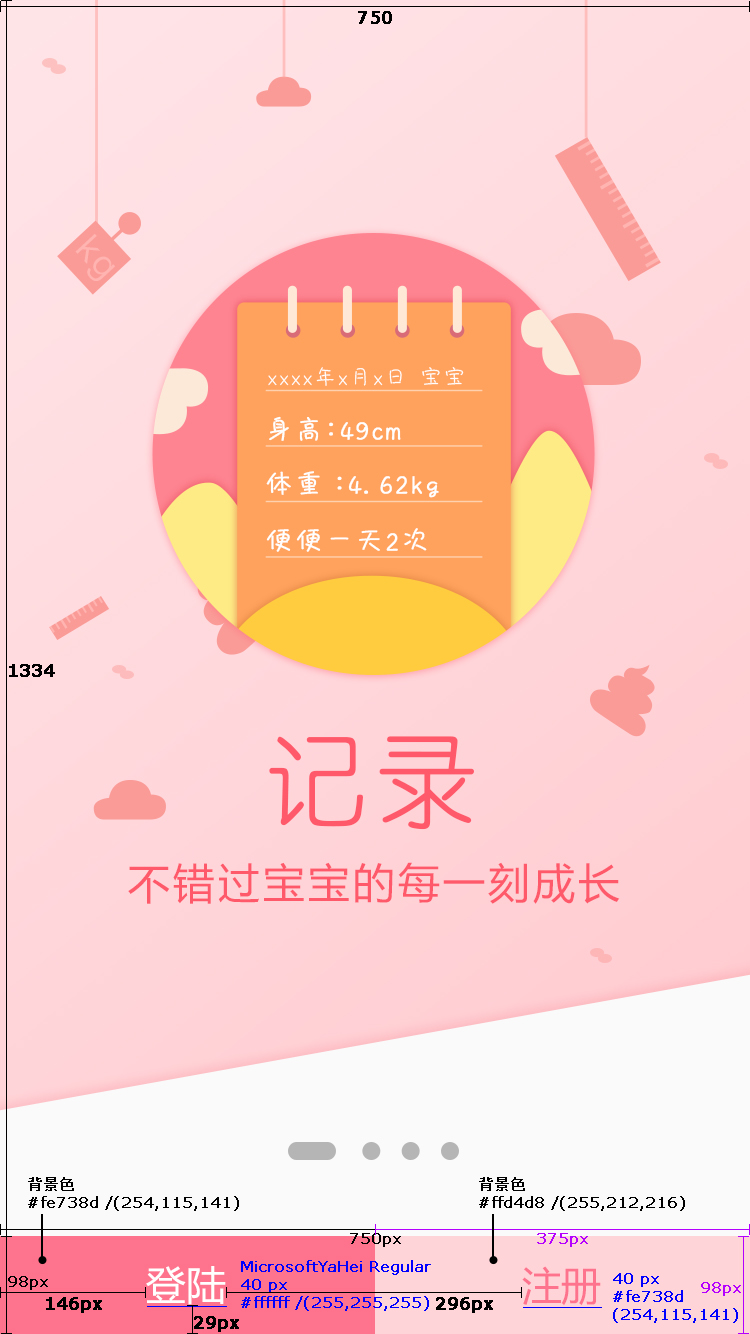 750
kg
xxxx年x月x日 宝宝
身高:49cm
体重:4.62kg
便便一天2次
1334
记录
不错过宝宝的每一刻成长
背景色
#fe738d /(254,115,141)
背景色
#ffd4d8 /(255,212,216)
750px
375px
98px
146px
登陆
29px
MicrosoftYaHei Regular
40 px
#ffffff /(255,255,255)
296px
注册
40 px
#fe738d
(254,115,141)
98px